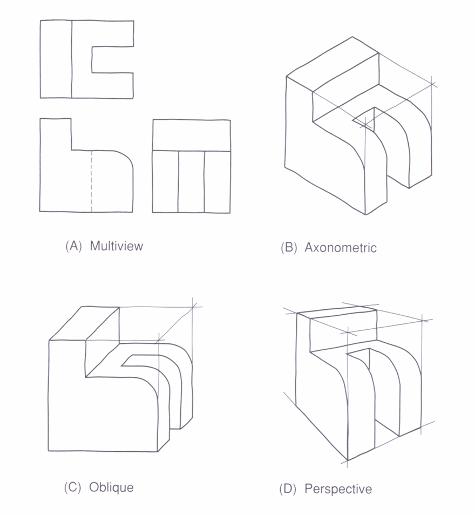 (A) Multiview
(B) Axonometric
(C) Oblique
(D) Perspective